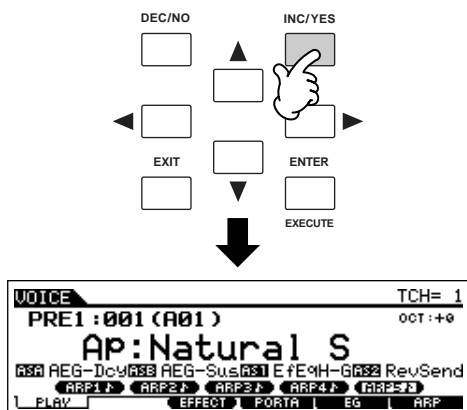 DEC/NO INC/YES
EXIT ENTER
EXECUTE
VOICE TCH= 1
PRE1:001(A01) OCT:+0
AP:Natural S
ASA AEG-Dcy ASB AEG-Sus AS1 EfEqH-G AS2 RevSend
ARP1 ARP2 ARP3 ARP4 ARP5
PLAY EFFECT PORTA EG ARP